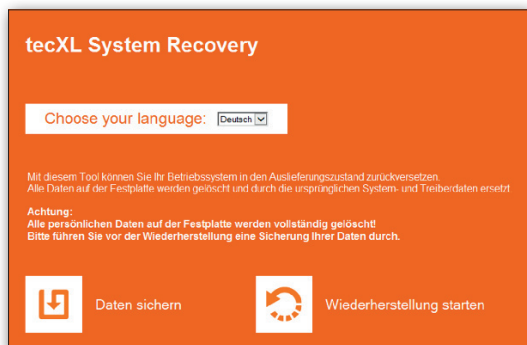 tecXL System Recovery
Choose your language: Deutsch
Mit diesem Tool können Sie Ihr Betriebssystem in den Auslieferungszustand zurückversetzen.
Alle Daten auf der Festplatte werden gelöscht und durch die ursprünglichen System- und Treiberdaten ersetzt
Achtung:
Alle persönlichen Daten auf der Festplatte werden vollständig gelöscht!
Bitte führen Sie vor der Wiederherstellung eine Sicherung Ihrer Daten durch.
Daten sichern
Wiederherstellung starten